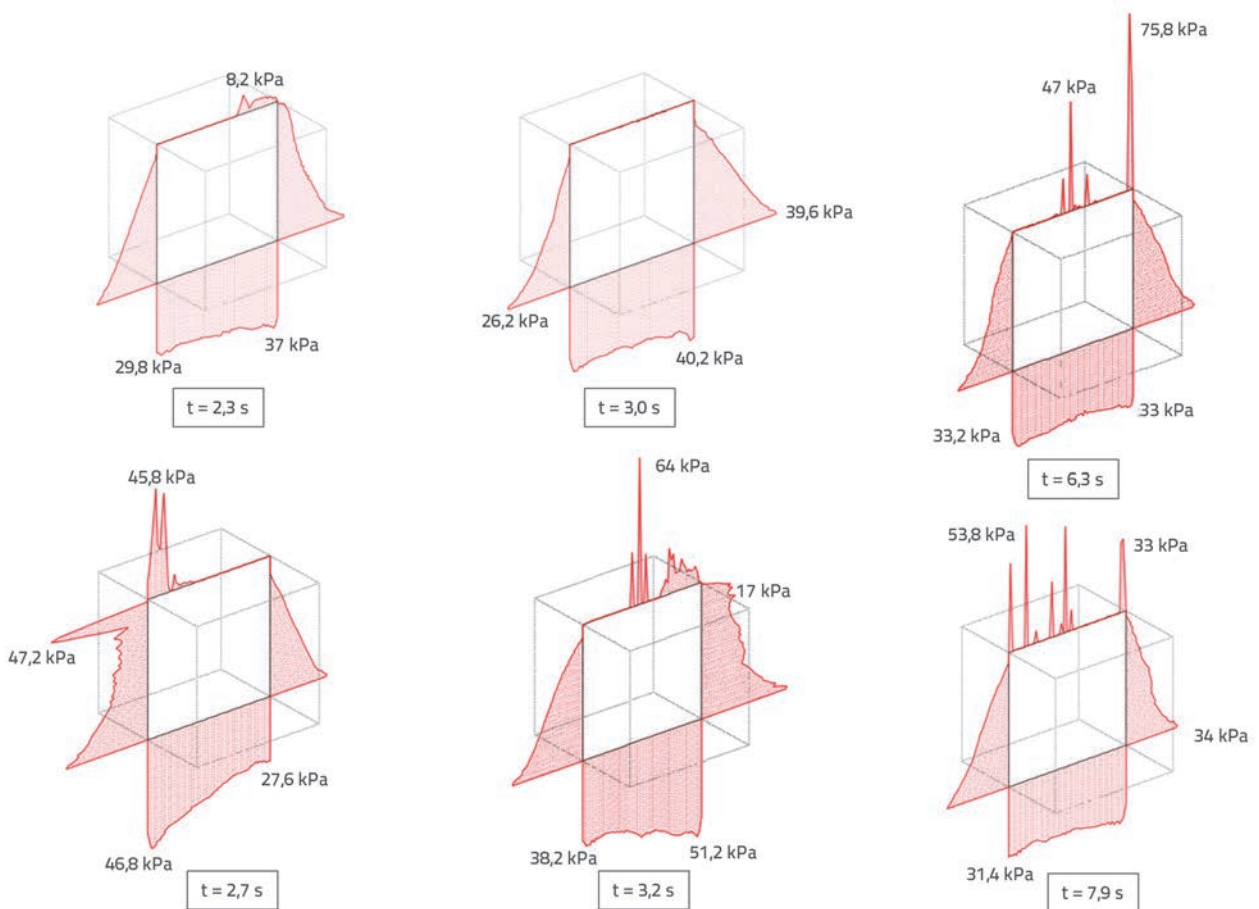 8,2 kPa
29,8 kPa
37 kPa
t = 2,3 s
26,2 kPa
39,6 kPa
40,2 kPa
t = 3,0 s
75,8 kPa
47 kPa
33,2 kPa
33 kPa
t = 6,3 s
45,8 kPa
47,2 kPa
27,6 kPa
46,8 kPa
t = 2,7 s
64 kPa
17 kPa
38,2 kPa
51,2 kPa
t = 3,2 s
53,8 kPa
33 kPa
34 kPa
31,4 kPa
t = 7,9 s